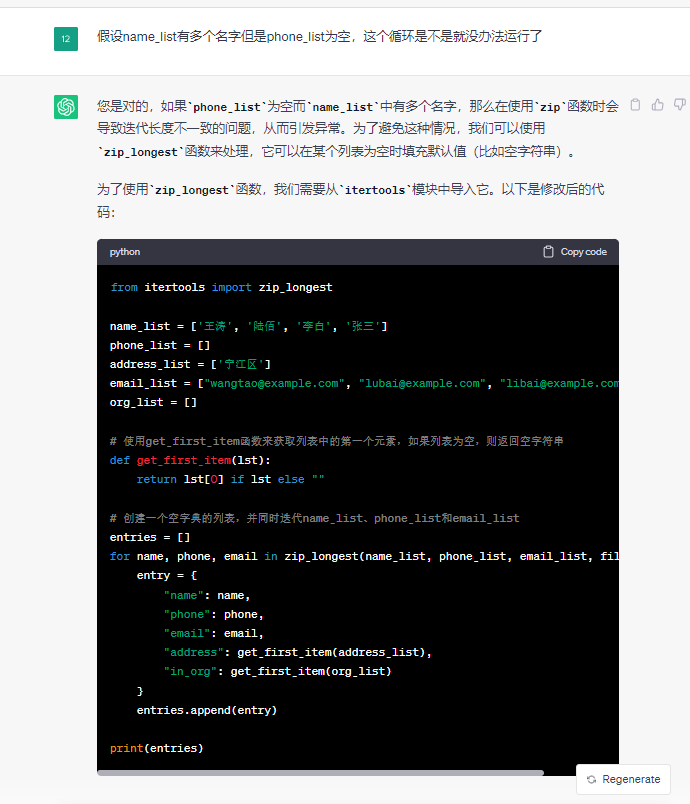 12
假设name_list有多个名字但是phone_list为空，这个循环是不是就没办法运行了
您是对的，如果`phone_list`为空而`name_list`中有多个名字，那么在使用`zip`函数时会
导致迭代长度不一致的问题，从而引发异常。为了避免这种情况，我们可以使用
`zip_longest`函数来处理，它可以在某个列表为空时填充默认值（比如空字符串）。
为了使用`zip_longest`函数，我们需要从`itertools`模块中导入它。以下是修改后的代
码：
python Copy code
from itertools import zip_longest
name_list = ['王涛', '陆佰', '李白', '张三']
phone_list = []
address_list = ['宁江区']
email_list = ["wangtao@example.com", "lubai@example.com", "libai@example.com
org_list = []
# 使用get_first_item函数来获取列表中的第一个元素，如果列表为空，则返回空字符串
def get_first_item(lst):
return lst[0] if lst else ""
# 创建一个空字典的列表，并同时迭代name_list、phone_list和email_list
entries = []
for name, phone, email in zip_longest(name_list, phone_list, email_list, fil
entry = {
"name": name,
"phone": phone,
"email": email,
"address": get_first_item(address_list),
"in_org": get_first_item(org_list)
}
entries.append(entry)
print(entries)
Regenerate